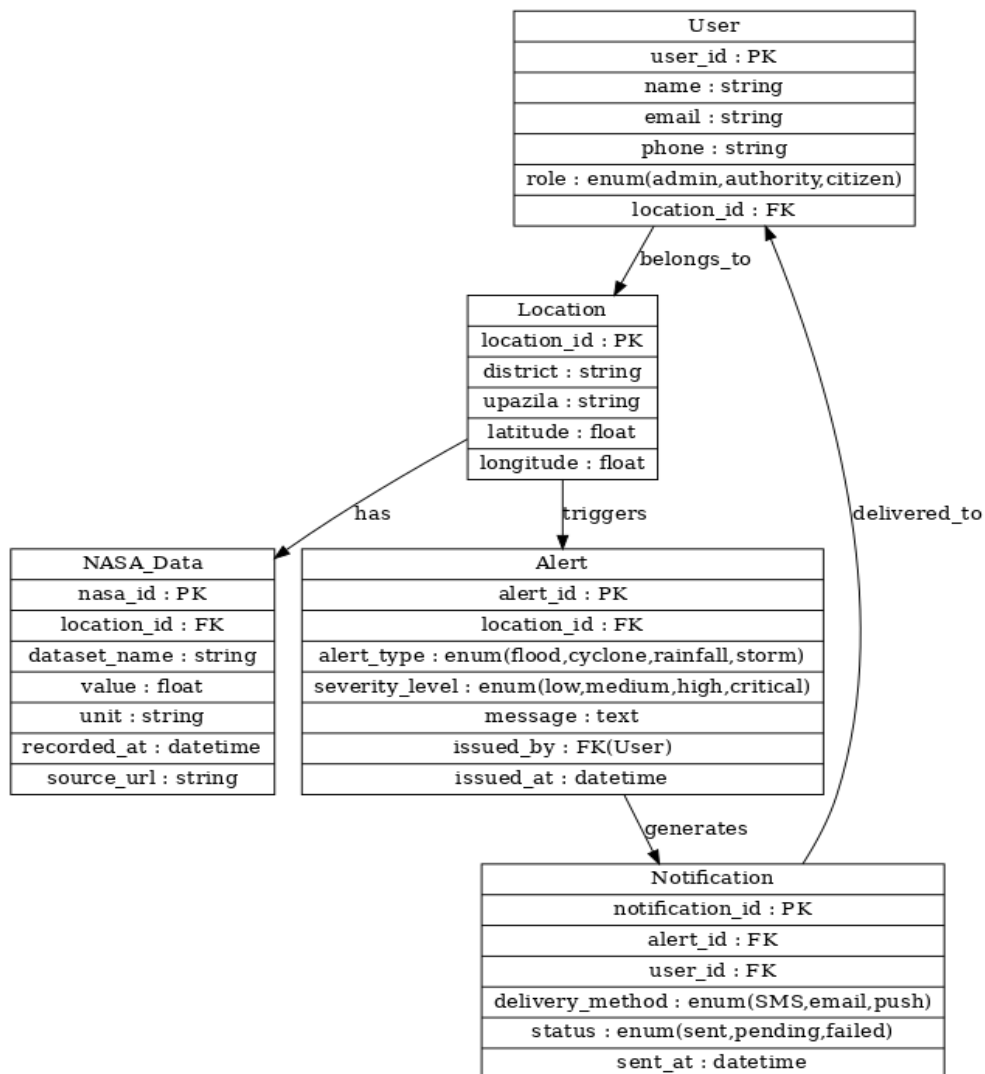 User
user_id : PK
name : string
email : string
phone : string
role : enum(admin,authority,citizen)
location_id : FK
belongs_to
Location
location_id : PK
district : string
upazila : string
latitude : float
longitude : float
has
triggers
delivered_to
NASA_Data
nasa_id : PK
location_id : FK
dataset_name : string
value : float
unit : string
recorded_at : datetime
source_url : string
Alert
alert_id : PK
location_id : FK
alert_type : enum(flood,cyclone,rainfall,storm)
severity_level : enum(low,medium,high,critical)
message : text
issued_by : FK(User)
issued_at : datetime
generates
Notification
notification_id : PK
alert_id : FK
user_id : FK
delivery_method : enum(SMS,email,push)
status : enum(sent,pending,failed)
sent_at : datetime